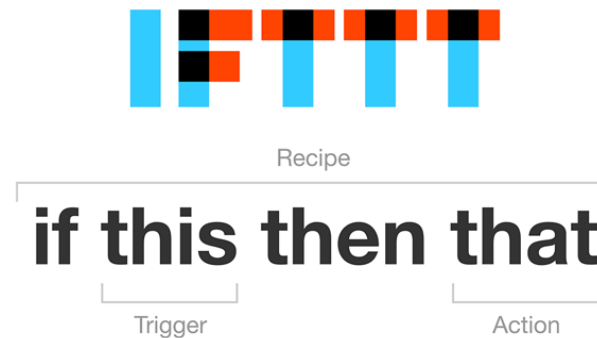 IFTTT
Recipe
if this then that
Trigger Action